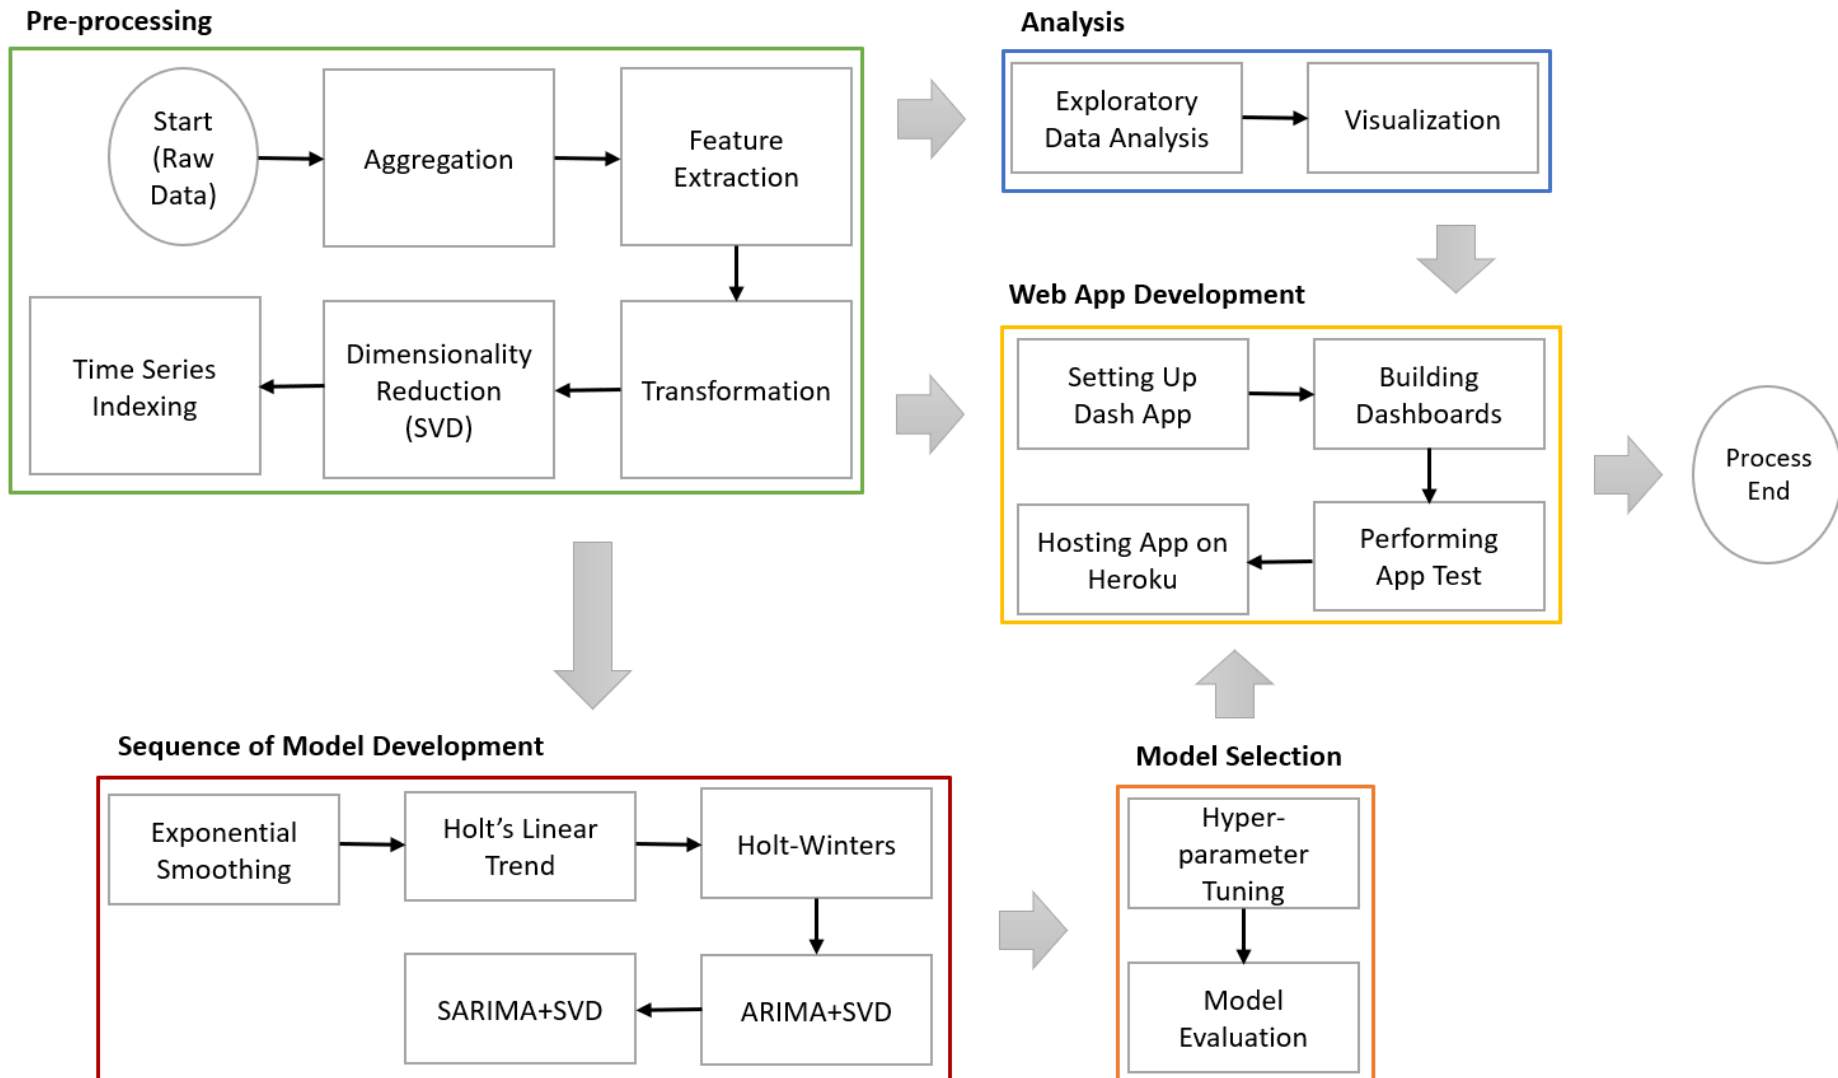 Pre-processing
Start
(Raw
Data)
Aggregation
Feature
Extraction
Time Series
Indexing
Dimensionality
Reduction
(SVD)
Transformation
Analysis
Exploratory
Data Analysis
Visualization
Web App Development
Setting Up
Dash App
Building
Dashboards
Hosting App on
Heroku
Performing
App Test
Process
End
Sequence of Model Development
Exponential
Smoothing
Holt’s Linear
Trend
Holt-Winters
SARIMA+SVD
ARIMA+SVD
Model Selection
Hyper-
parameter
Tuning
Model
Evaluation